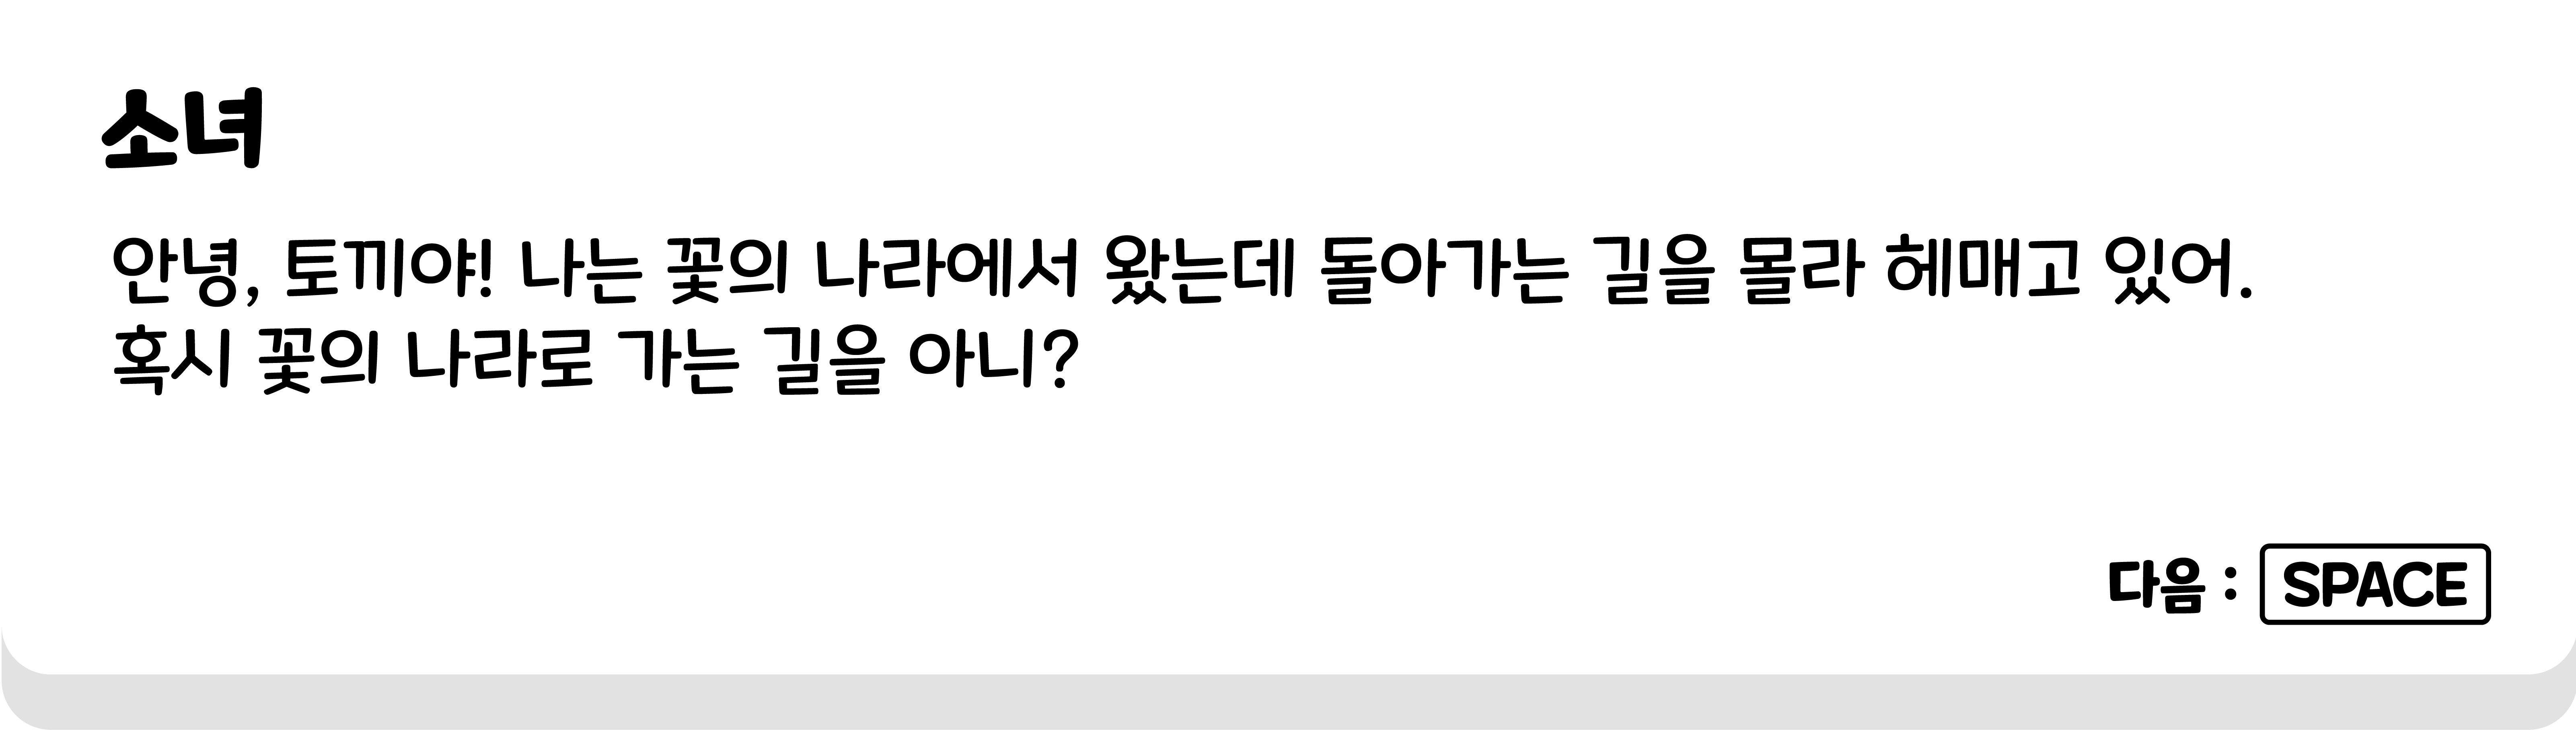 소녀
안녕, 토끼야! 나는 꽃의 나라에서 왔는데 돌아가는 길을 몰라 헤매고 있어.
혹시 꽃의 나라로 가는 길을 아니?
다음 : SPACE